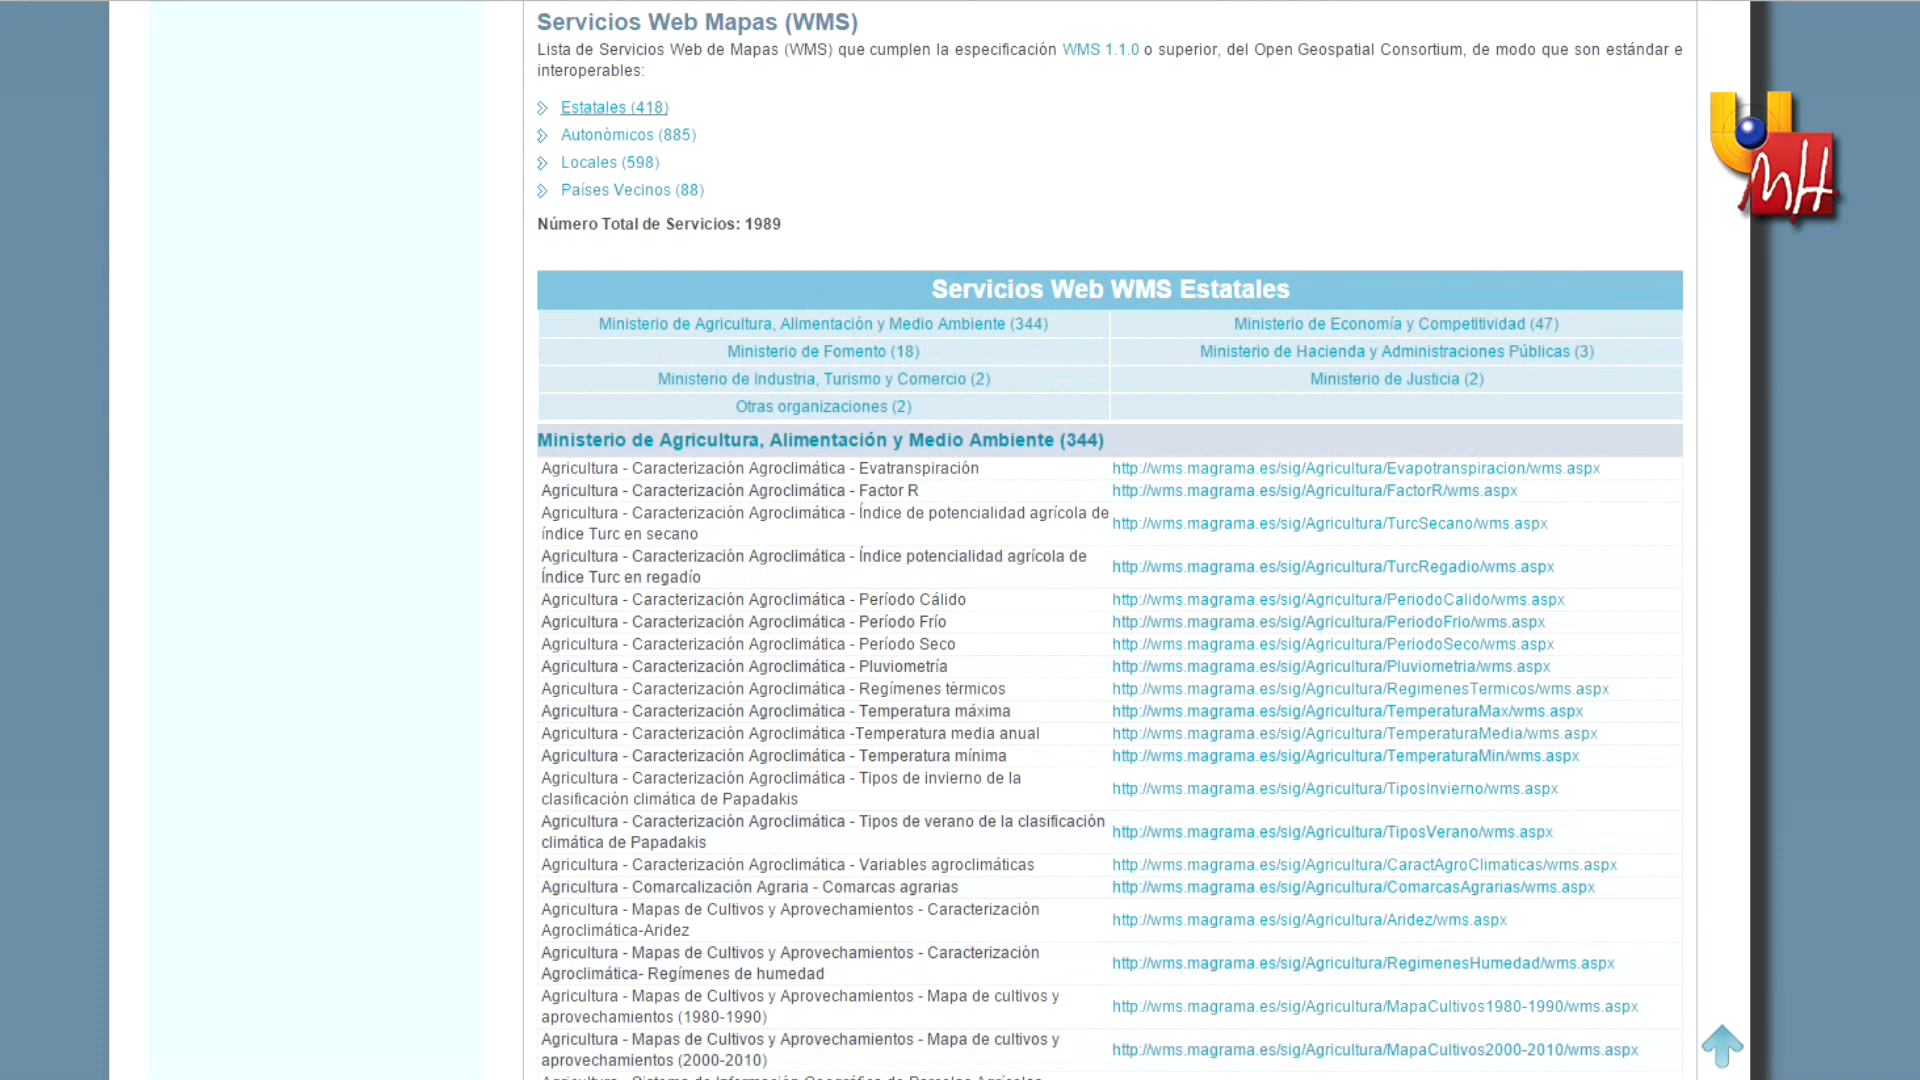 Servicios Web Mapas (WMS)
Lista de Servicios Web de Mapas (WMS) que cumplen la especificación WMS 1.1.0 o superior, del Open Geospatial Consortium, de modo que son estándar e
interoperables:
Estatales (418)
Autonómicos (885)
Locales (598)
Países Vecinos (88)
Número Total de Servicios: 1989
Servicios Web WMS Estatales
Ministerio de Agricultura, Alimentación y Medio Ambiente (344) Ministerio de Economía y Competitividad (47)
Ministerio de Fomento (18) Ministerio de Hacienda y Administraciones Públicas (3)
Ministerio de Industria, Turismo y Comercio (2) Ministerio de Justicia (2)
Otras organizaciones (2)
Ministerio de Agricultura, Alimentación y Medio Ambiente (344)
Agricultura - Caracterización Agroclimática - Evatranspiración http://wms.magrama.es/sig/Agricultura/Evapotranspiracion/wms.aspx
Agricultura - Caracterización Agroclimática - Factor R http://wms.magrama.es/sig/Agricultura/FactorR/wms.aspx
Agricultura - Caracterización Agroclimática - Índice de potencialidad agrícola de
índice Turc en secano http://wms.magrama.es/sig/Agricultura/TurcSecano/wms.aspx
Agricultura - Caracterización Agroclimática - Índice potencialidad agrícola de
Índice Turc en regadío http://wms.magrama.es/sig/Agricultura/TurcRegadio/wms.aspx
Agricultura - Caracterización Agroclimática - Período Cálido http://wms.magrama.es/sig/Agricultura/PeriodoCalido/wms.aspx
Agricultura - Caracterización Agroclimática - Período Frío http://wms.magrama.es/sig/Agricultura/PeriodoFrio/wms.aspx
Agricultura - Caracterización Agroclimática - Período Seco http://wms.magrama.es/sig/Agricultura/PeriodoSeco/wms.aspx
Agricultura - Caracterización Agroclimática - Pluviometría http://wms.magrama.es/sig/Agricultura/Pluviometria/wms.aspx
Agricultura - Caracterización Agroclimática - Regímenes térmicos http://wms.magrama.es/sig/Agricultura/RegimenesTermicos/wms.aspx
Agricultura - Caracterización Agroclimática - Temperatura máxima http://wms.magrama.es/sig/Agricultura/TemperaturaMax/wms.aspx
Agricultura - Caracterización Agroclimática -Temperatura media anual http://wms.magrama.es/sig/Agricultura/TemperaturaMedia/wms.aspx
Agricultura - Caracterización Agroclimática - Temperatura mínima http://wms.magrama.es/sig/Agricultura/TemperaturaMin/wms.aspx
Agricultura - Caracterización Agroclimática - Tipos de invierno de la
clasificación climática de Papadakis http://wms.magrama.es/sig/Agricultura/TiposInvierno/wms.aspx
Agricultura - Caracterización Agroclimática - Tipos de verano de la clasificación
climática de Papadakis http://wms.magrama.es/sig/Agricultura/TiposVerano/wms.aspx
Agricultura - Caracterización Agroclimática - Variables agroclimáticas http://wms.magrama.es/sig/Agricultura/CaractAgroClimaticas/wms.aspx
Agricultura - Comarcalización Agraria - Comarcas agrarias http://wms.magrama.es/sig/Agricultura/ComarcasAgrarias/wms.aspx
Agricultura - Mapas de Cultivos y Aprovechamientos - Caracterización
Agroclimática-Aridez http://wms.magrama.es/sig/Agricultura/Aridez/wms.aspx
Agricultura - Mapas de Cultivos y Aprovechamientos - Caracterización
Agroclimática- Regímenes de humedad http://wms.magrama.es/sig/Agricultura/RegimenesHumedad/wms.aspx
Agricultura - Mapas de Cultivos y Aprovechamientos - Mapa de cultivos y
aprovechamientos (1980-1990) http://wms.magrama.es/sig/Agricultura/MapaCultivos1980-1990/wms.aspx
Agricultura - Mapas de Cultivos y Aprovechamientos - Mapa de cultivos y
aprovechamientos (2000-2010) http://wms.magrama.es/sig/Agricultura/MapaCultivos2000-2010/wms.aspx
UMH